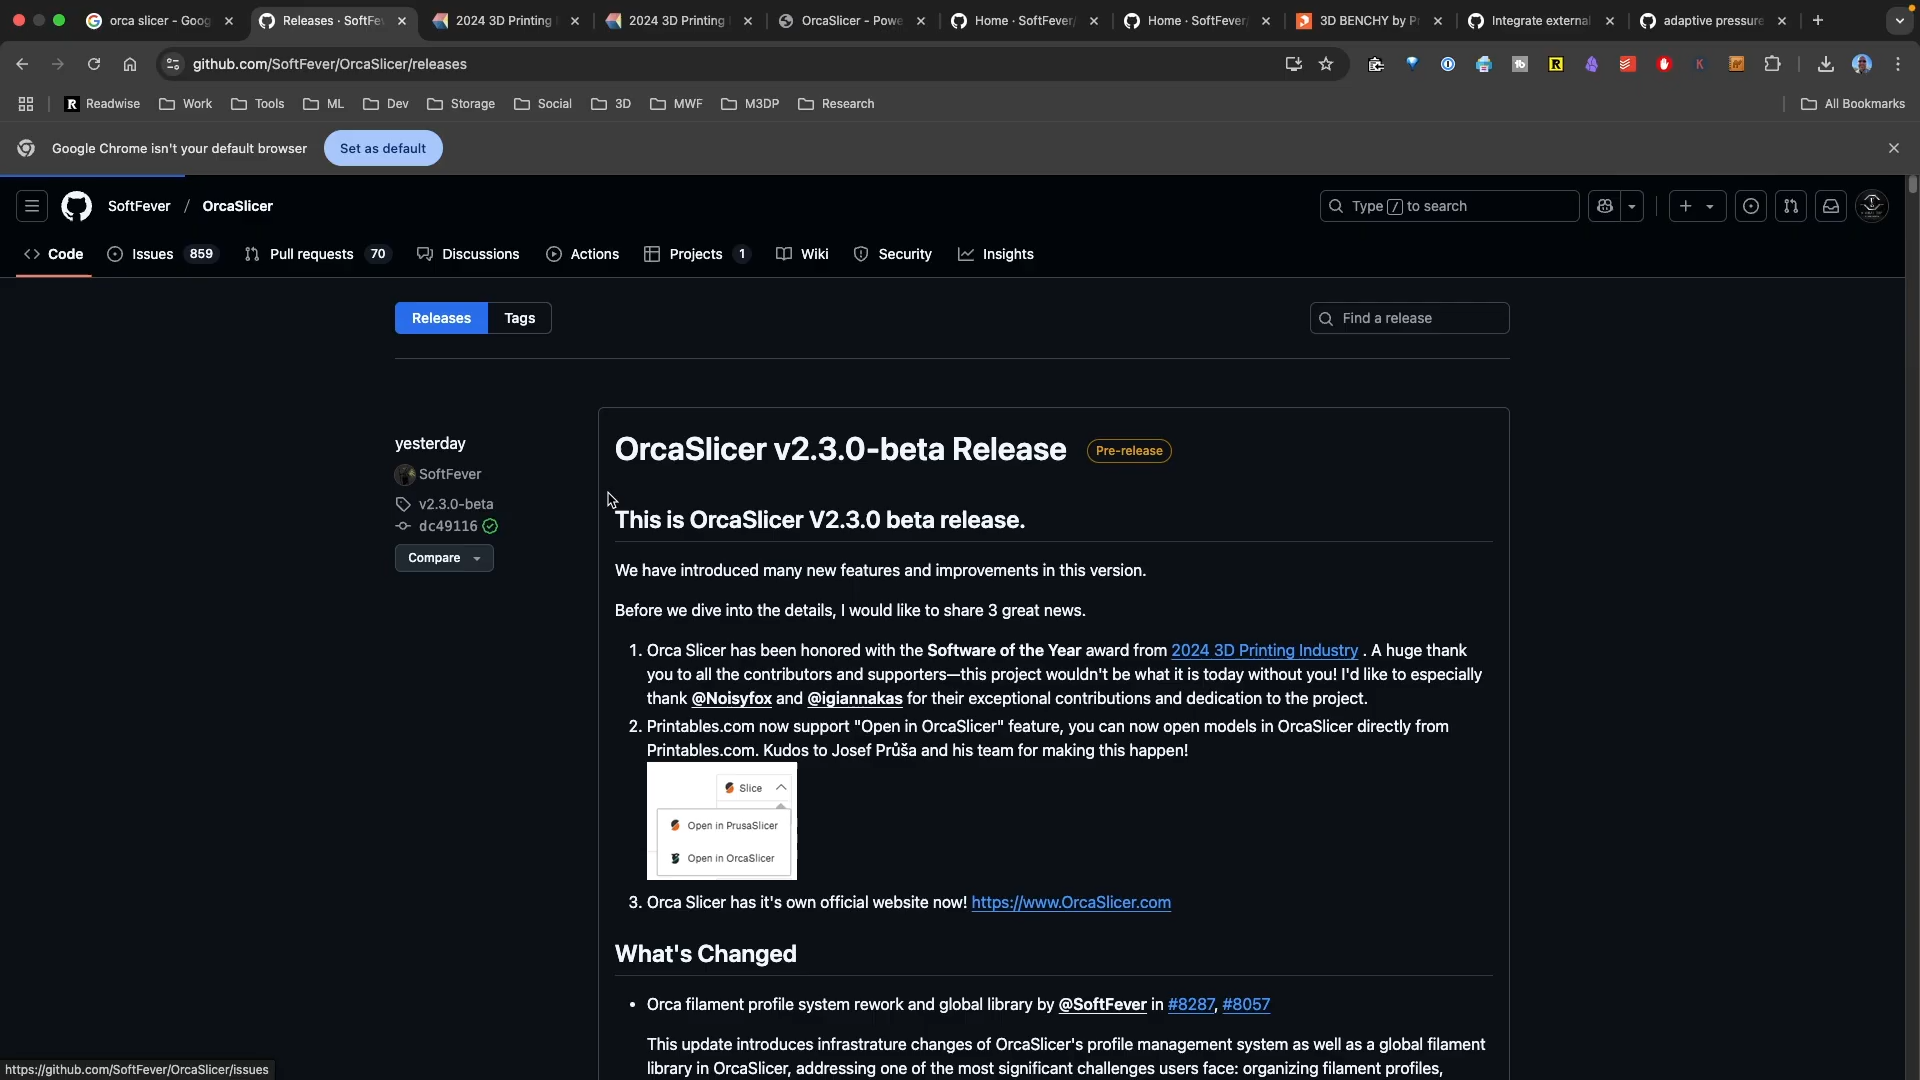 orca slicer - Goog
Releases · SoftFe
2024 3D Printing
2024 3D Printing
OrcaSlicer - Powe
Home · SoftFever/
Home · SoftFever/
3D BENCHY by P
Integrate external
adaptive pressure
github.com/SoftFever/OrcaSlicer/releases
Readwise
Work
Tools
ML
Dev
Storage
Social
3D
MWF
M3DP
Research
All Bookmarks
Google Chrome isn't your default browser
Set as default
SoftFever / OrcaSlicer
Type / to search
Code
Issues 859
Pull requests 70
Discussions
Actions
Projects 1
Wiki
Security
Insights
Releases
Tags
Find a release
yesterday
SoftFever
v2.3.0-beta
dc49116
Compare
OrcaSlicer v2.3.0-beta Release Pre-release
This is OrcaSlicer V2.3.0 beta release.
We have introduced many new features and improvements in this version.
Before we dive into the details, I would like to share 3 great news.
1. Orca Slicer has been honored with the Software of the Year award from 2024 3D Printing Industry . A huge thank
you to all the contributors and supporters—this project wouldn't be what it is today without you! I'd like to especially
thank @Noisyfox and @igiannakas for their exceptional contributions and dedication to the project.
2. Printables.com now support "Open in OrcaSlicer" feature, you can now open models in OrcaSlicer directly from
Printables.com. Kudos to Josef Průša and his team for making this happen!
Slice
Open in PrusaSlicer
Open in OrcaSlicer
3. Orca Slicer has it's own official website now! https://www.OrcaSlicer.com
What's Changed
• Orca filament profile system rework and global library by @SoftFever in #8287, #8057
This update introduces infrastrature changes of OrcaSlicer's profile management system as well as a global filament
library in OrcaSlicer, addressing one of the most significant challenges users face: organizing filament profiles,
https://github.com/SoftFever/OrcaSlicer/issues